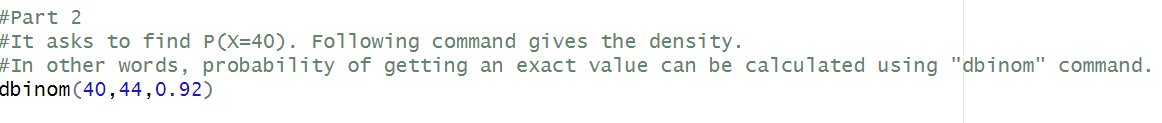 #Part 2
#It asks to find P(X=40). Following command gives the density.
#In other words, probability of getting an exact value can be calculated using "dbinom" command.
dbinom(40,44,0.92)